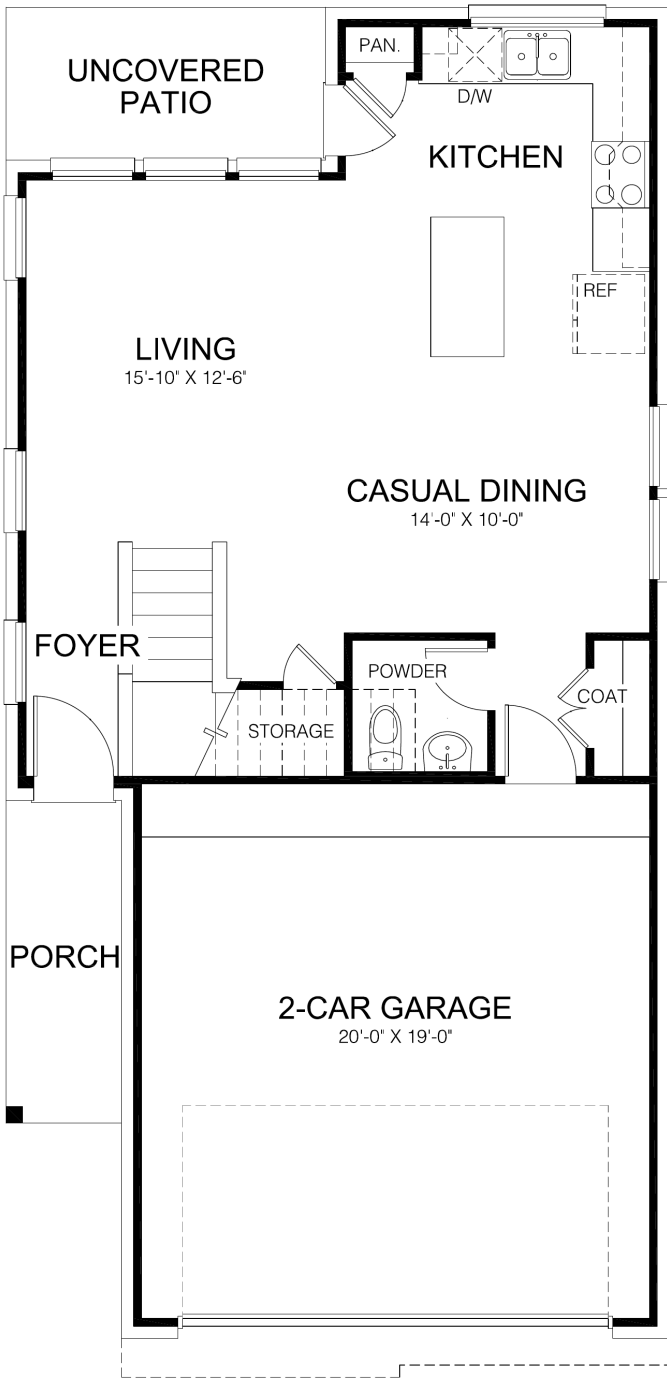 UNCOVERED
PATIO
PAN.
D/W
KITCHEN
REF
LIVING
15'-10" X 12'-6"
CASUAL DINING
14'-0" X 10'-0"
FOYER
POWDER
COAT
STORAGE
PORCH
2-CAR GARAGE
20'-0" X 19'-0"